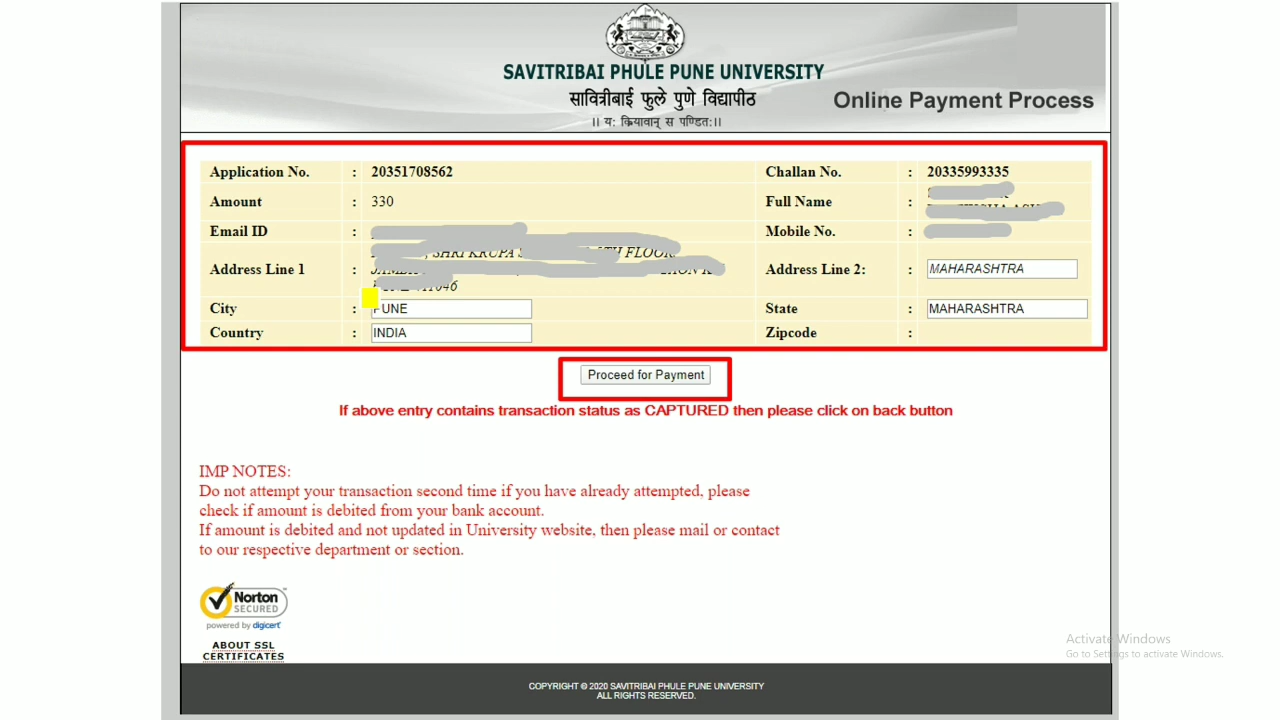 SAVITRIBAI PHULE PUNE UNIVERSITY
सावित्रीबाई फुले पुणे विद्यापीठ
Online Payment Process
।। यः क्रियावान् स पण्डितः।।
Application No. : 20351708562 Challan No. : 20335993335
Amount : 330 Full Name :
Email ID : Mobile No. :
SHRI KRUPA FLOOR
Address Line 1 : Address Line 2: : MAHARASHTRA
City : PUNE State : MAHARASHTRA
Country : INDIA Zipcode :
Proceed for Payment
If above entry contains transaction status as CAPTURED then please click on back button
IMP NOTES:
Do not attempt your transaction second time if you have already attempted, please
check if amount is debited from your bank account.
If amount is debited and not updated in University website, then please mail or contact
to our respective department or section.
Norton
SECURED
powered by digicert
ABOUT SSL
CERTIFICATES
Activate Windows
Go to Settings to activate Windows.
COPYRIGHT © 2020 SAVITRIBAI PHULE PUNE UNIVERSITY
ALL RIGHTS RESERVED.